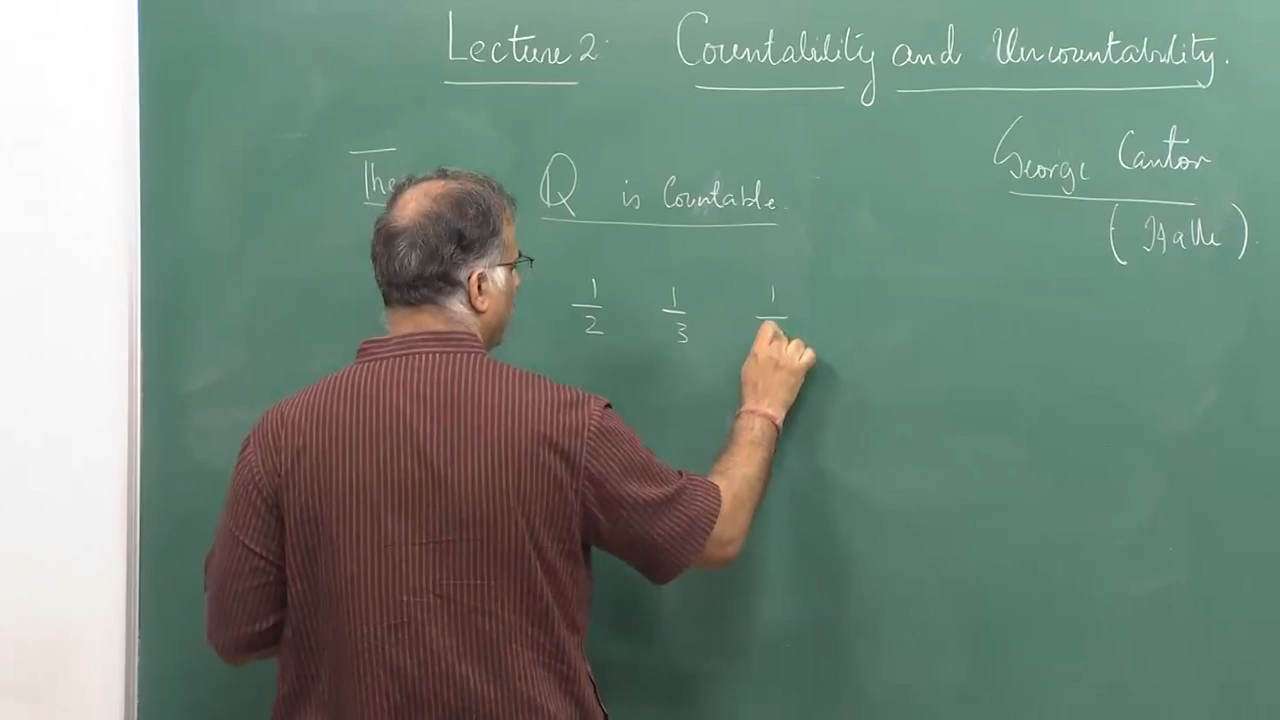 Lecture 2: Countability and Uncountability.
George Cantor
(Halle)
The
Q is Countable.
1/2 1/3 1/